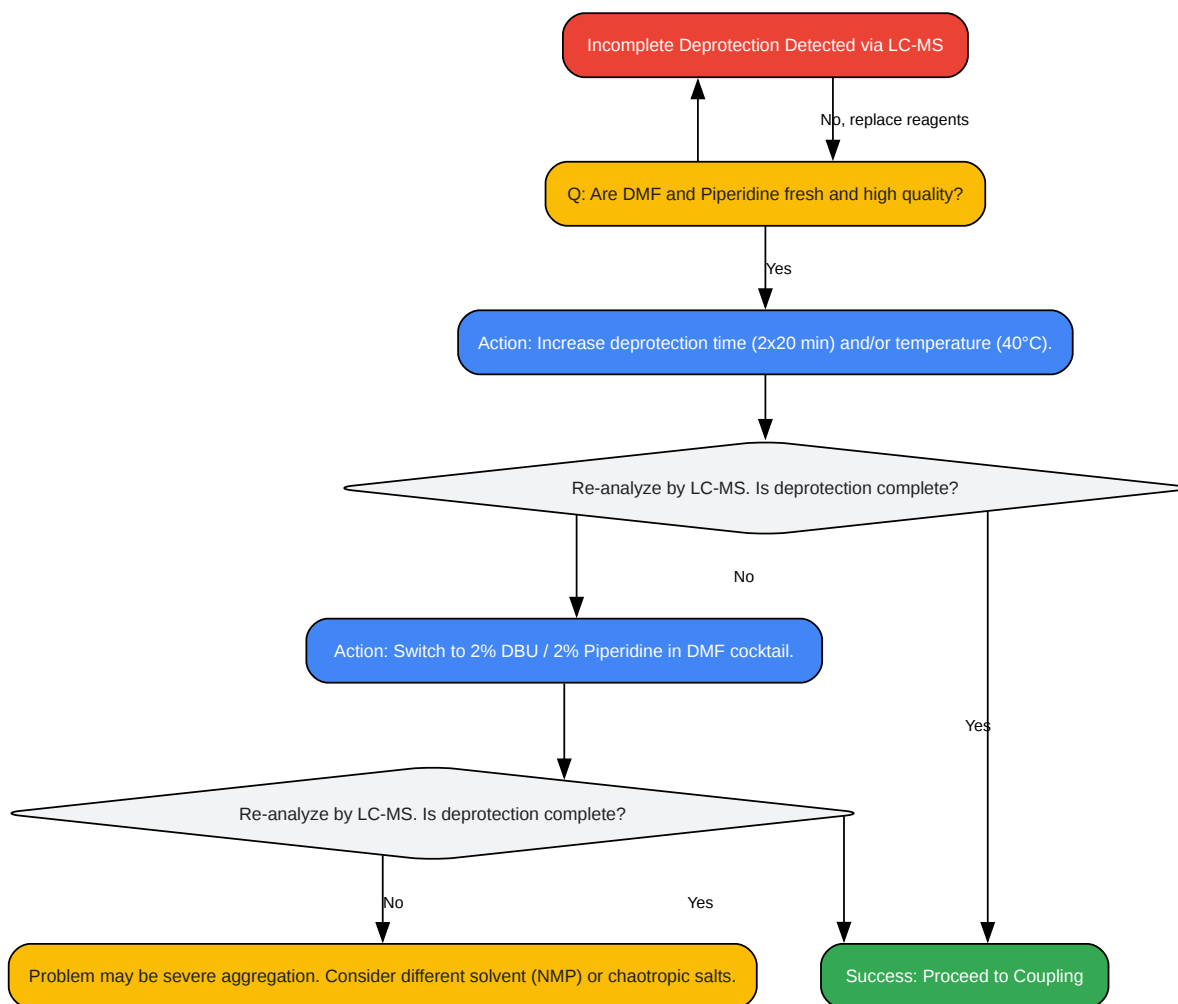 Incomplete Deprotection Detected via LC-MS
No, replace reagents
Q: Are DMF and Piperidine fresh and high quality?
Yes
Action: Increase deprotection time (2x20 min) and/or temperature (40°C).
Re-analyze by LC-MS. Is deprotection complete?
No
Action: Switch to 2% DBU / 2% Piperidine in DMF cocktail.
Yes
Re-analyze by LC-MS. Is deprotection complete?
No
Yes
Problem may be severe aggregation. Consider different solvent (NMP) or chaotropic salts.
Success: Proceed to Coupling